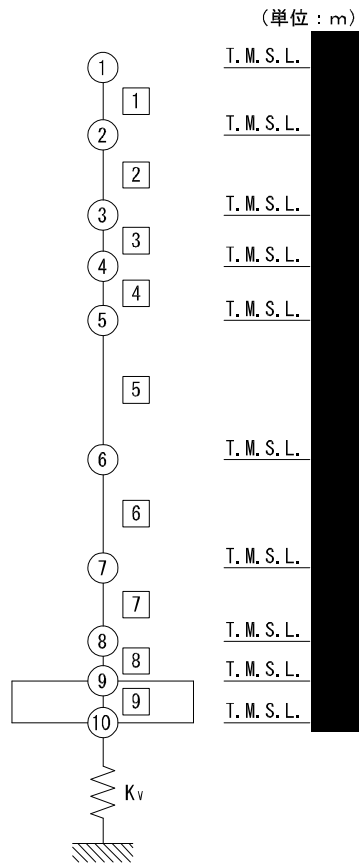 (単位:m)
① T.M.S.L.
1
② T.M.S.L.
2
③ T.M.S.L.
3
④ T.M.S.L.
4
⑤ T.M.S.L.
5
⑥ T.M.S.L.
6
⑦ T.M.S.L.
7
⑧ T.M.S.L.
8
⑨ T.M.S.L.
9
⑩ T.M.S.L.
Kv